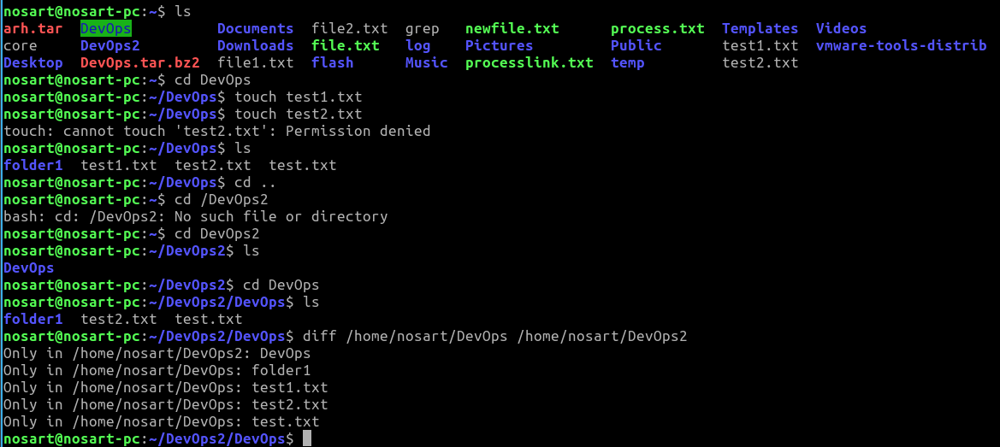 nosart@nosart-pc:~$ ls
arh.tar  DevOps          Documents  file2.txt  grep   newfile.txt      process.txt  Templates  Videos
core     DevOps2         Downloads  file.txt   log    Pictures         Public       test1.txt  vmware-tools-distrib
Desktop  DevOps.tar.bz2  file1.txt  flash      Music  processlink.txt  temp         test2.txt
nosart@nosart-pc:~$ cd DevOps
nosart@nosart-pc:~/DevOps$ touch test1.txt
nosart@nosart-pc:~/DevOps$ touch test2.txt
touch: cannot touch 'test2.txt': Permission denied
nosart@nosart-pc:~/DevOps$ ls
folder1  test1.txt  test2.txt  test.txt
nosart@nosart-pc:~/DevOps$ cd ..
nosart@nosart-pc:~$ cd /DevOps2
bash: cd: /DevOps2: No such file or directory
nosart@nosart-pc:~$ cd DevOps2
nosart@nosart-pc:~/DevOps2$ ls
DevOps
nosart@nosart-pc:~/DevOps2$ cd DevOps
nosart@nosart-pc:~/DevOps2/DevOps$ ls
folder1  test2.txt  test.txt
nosart@nosart-pc:~/DevOps2/DevOps$ diff /home/nosart/DevOps /home/nosart/DevOps2
Only in /home/nosart/DevOps2: DevOps
Only in /home/nosart/DevOps: folder1
Only in /home/nosart/DevOps: test1.txt
Only in /home/nosart/DevOps: test2.txt
Only in /home/nosart/DevOps: test.txt
nosart@nosart-pc:~/DevOps2/DevOps$